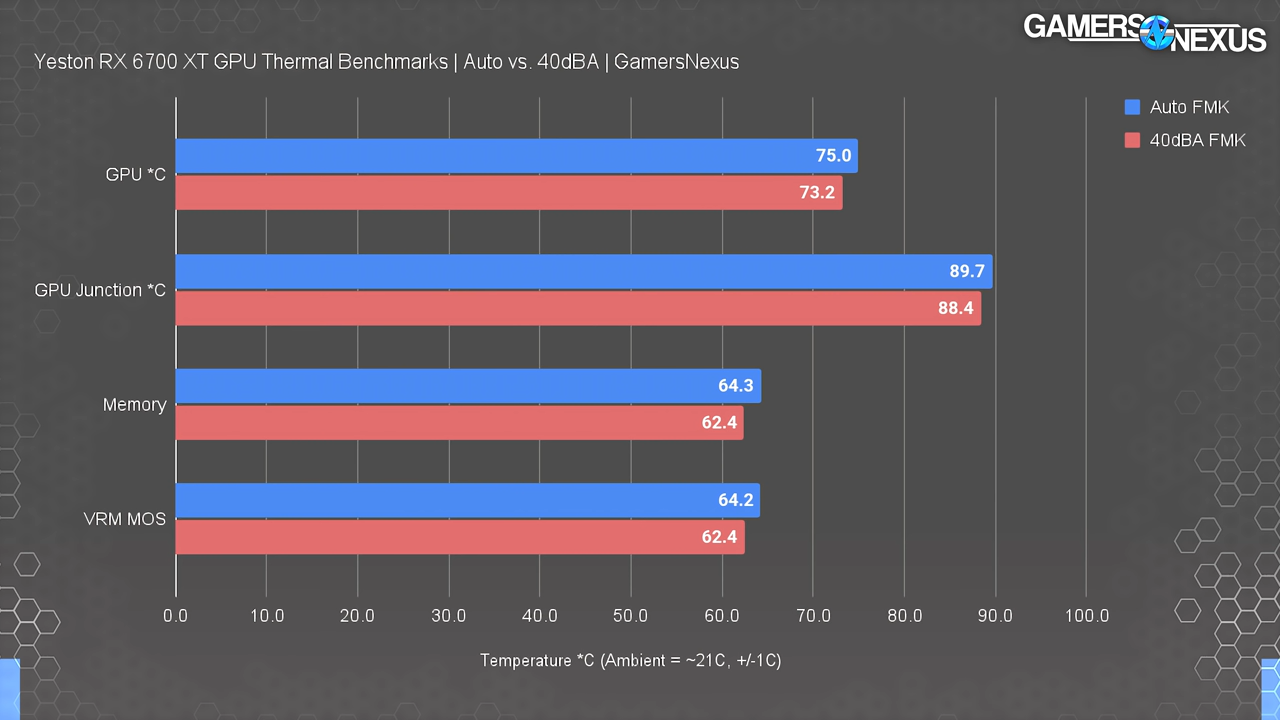 GAMERS NEXUS
Yeston RX 6700 XT GPU Thermal Benchmarks | Auto vs. 40dBA | GamersNexus
Auto FMK
40dBA FMK
GPU *C
75.0
73.2
GPU Junction *C
89.7
88.4
Memory
64.3
62.4
VRM MOS
64.2
62.4
0.0 10.0 20.0 30.0 40.0 50.0 60.0 70.0 80.0 90.0 100.0
Temperature *C (Ambient = ~21C, +/-1C)